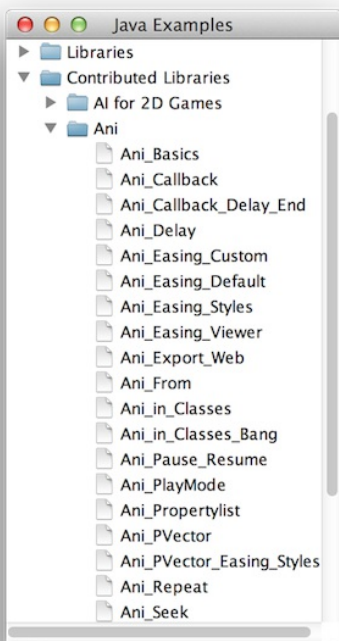 Java Examples
Libraries
Contributed Libraries
AI for 2D Games
Ani
Ani_Basics
Ani_Callback
Ani_Callback_Delay_End
Ani_Delay
Ani_Easing_Custom
Ani_Easing_Default
Ani_Easing_Styles
Ani_Easing_Viewer
Ani_Export_Web
Ani_From
Ani_in_Classes
Ani_in_Classes_Bang
Ani_Pause_Resume
Ani_PlayMode
Ani_Propertylist
Ani_PVector
Ani_PVector_Easing_Styles
Ani_Repeat
Ani_Seek